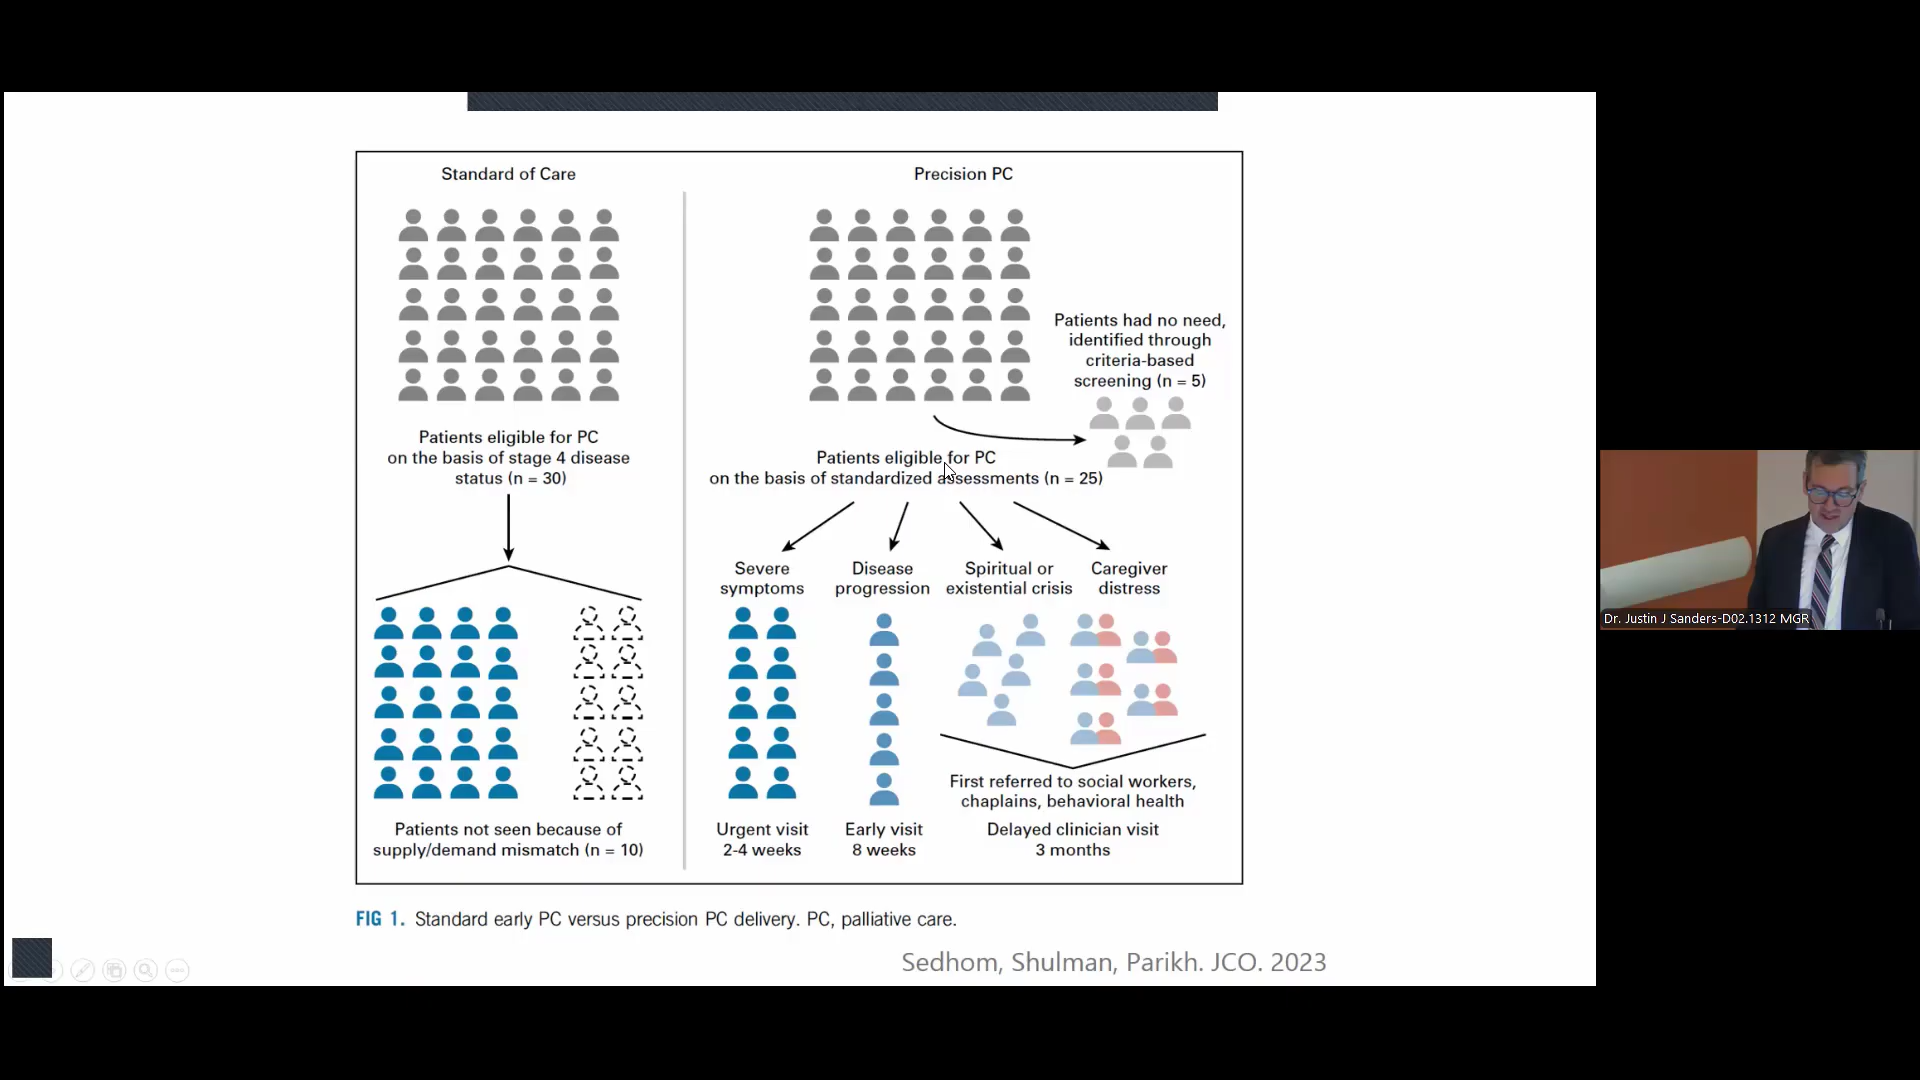 Standard of Care
Patients eligible for PC
on the basis of stage 4 disease
status (n = 30)
Patients not seen because of
supply/demand mismatch (n = 10)
Precision PC
Patients had no need,
identified through
criteria-based
screening (n = 5)
Patients eligible for PC
on the basis of standardized assessments (n = 25)
Severe
symptoms
Disease
progression
Spiritual or
existential crisis
Caregiver
distress
First referred to social workers,
chaplains, behavioral health
Urgent visit
2-4 weeks
Early visit
8 weeks
Delayed clinician visit
3 months
FIG 1. Standard early PC versus precision PC delivery. PC, palliative care.
Sedhom, Shulman, Parikh. JCO. 2023
Dr. Justin J Sanders-D02.1312 MGR